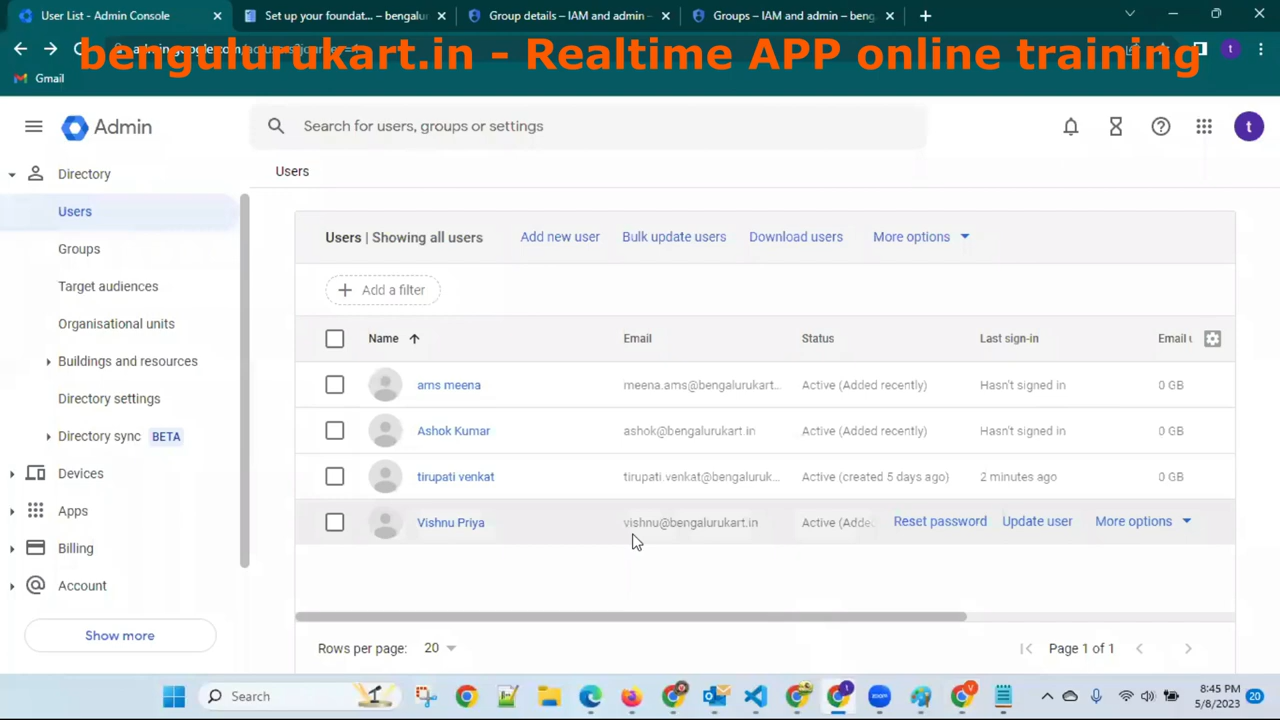 User List - Admin Console
Set up your foundat... – bengalu
Group details – IAM and admin –
Groups – IAM and admin – beng
bengulurukart.in - Realtime APP online training
Gmail
Admin
Search for users, groups or settings
t
Directory
Users
Groups
Target audiences
Organisational units
Buildings and resources
Directory settings
Directory sync BETA
Devices
Apps
Billing
Account
Show more
Users
Users | Showing all users
Add new user
Bulk update users
Download users
More options
Add a filter
Name
Email
Status
Last sign-in
Email u
ams meena
meena.ams@bengalurukart...
Active (Added recently)
Hasn't signed in
0 GB
Ashok Kumar
ashok@bengalurukart.in
Active (Added recently)
Hasn't signed in
0 GB
tirupati venkat
tirupati.venkat@bengaluruk...
Active (created 5 days ago)
2 minutes ago
0 GB
Vishnu Priya
vishnu@bengalurukart.in
Active (Adde
Reset password
Update user
More options
Rows per page: 20
Page 1 of 1
Search
8:45 PM
5/8/2023
20